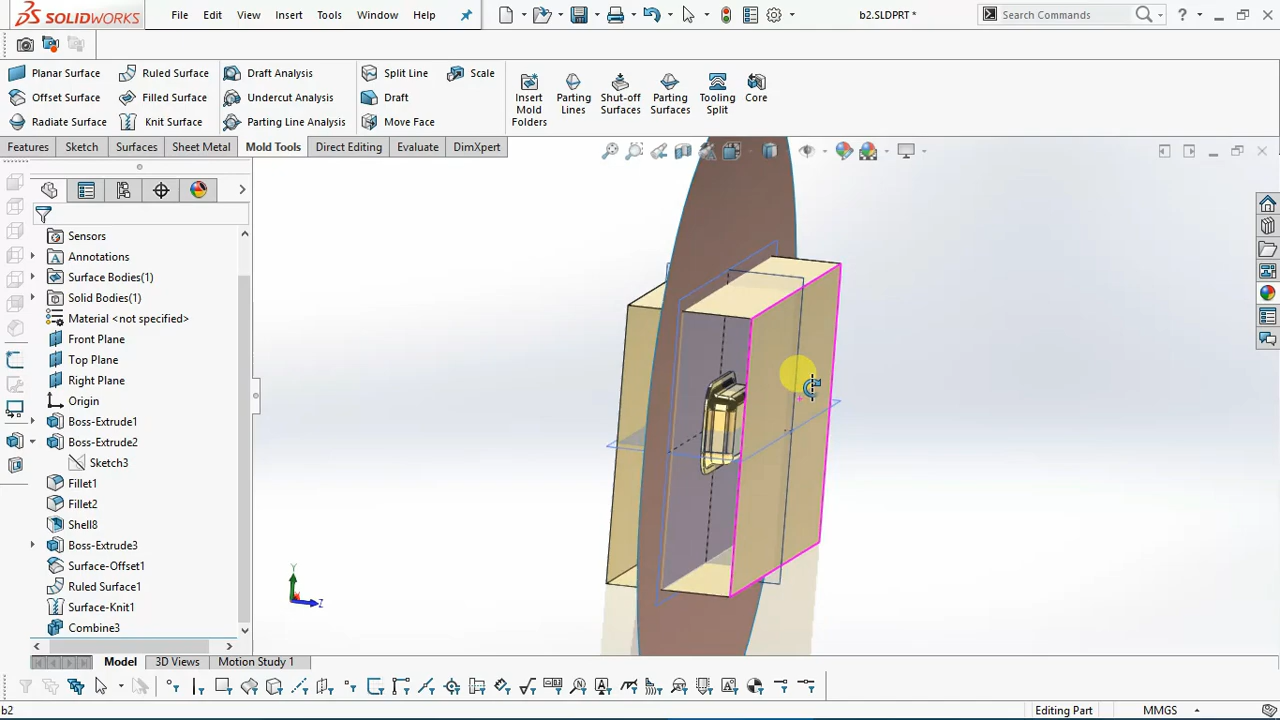 SOLIDWORKS File Edit View Insert Tools Window Help b2.SLDPRT * Search Commands ?
Planar Surface Ruled Surface Draft Analysis Split Line Scale
Offset Surface Filled Surface Undercut Analysis Draft
Radiate Surface Knit Surface Parting Line Analysis Move Face
Insert Mold Folders
Parting Lines
Shut-off Surfaces
Parting Surfaces
Tooling Split
Core
Features Sketch Surfaces Sheet Metal Mold Tools Direct Editing Evaluate DimXpert
Sensors
Annotations
Surface Bodies(1)
Solid Bodies(1)
Material <not specified>
Front Plane
Top Plane
Right Plane
Origin
Boss-Extrude1
Boss-Extrude2
Sketch3
Fillet1
Fillet2
Shell8
Boss-Extrude3
Surface-Offset1
Ruled Surface1
Surface-Knit1
Combine3
Y
Z
Model 3D Views Motion Study 1
b2 Editing Part MMGS